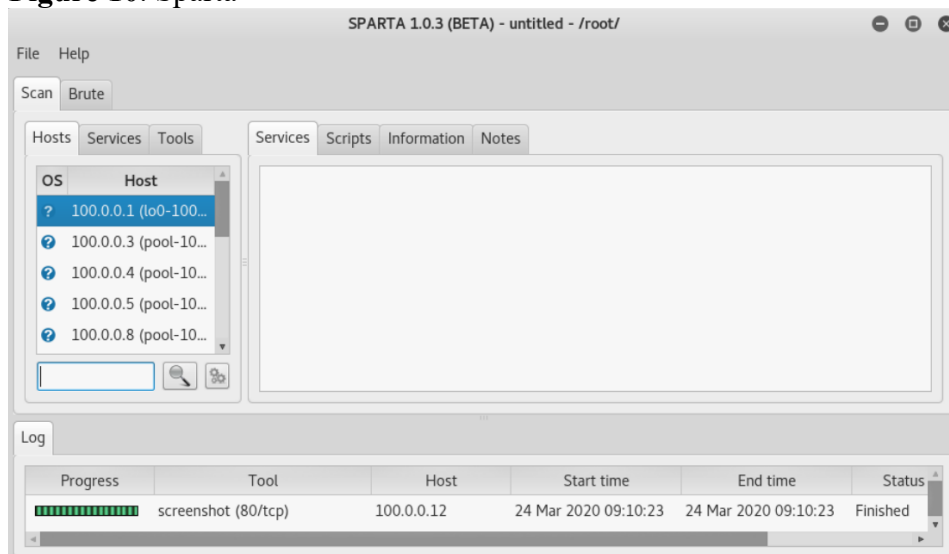 SPARTA 1.0.3 (BETA) - untitled - /root/
File Help
Scan Brute
Hosts Services Tools Services Scripts Information Notes
OS Host
? 100.0.0.1 (lo0-100...
? 100.0.0.3 (pool-10...
? 100.0.0.4 (pool-10...
? 100.0.0.5 (pool-10...
? 100.0.0.8 (pool-10...
Log
Progress Tool Host Start time End time Status
screenshot (80/tcp) 100.0.0.12 24 Mar 2020 09:10:23 24 Mar 2020 09:10:23 Finished